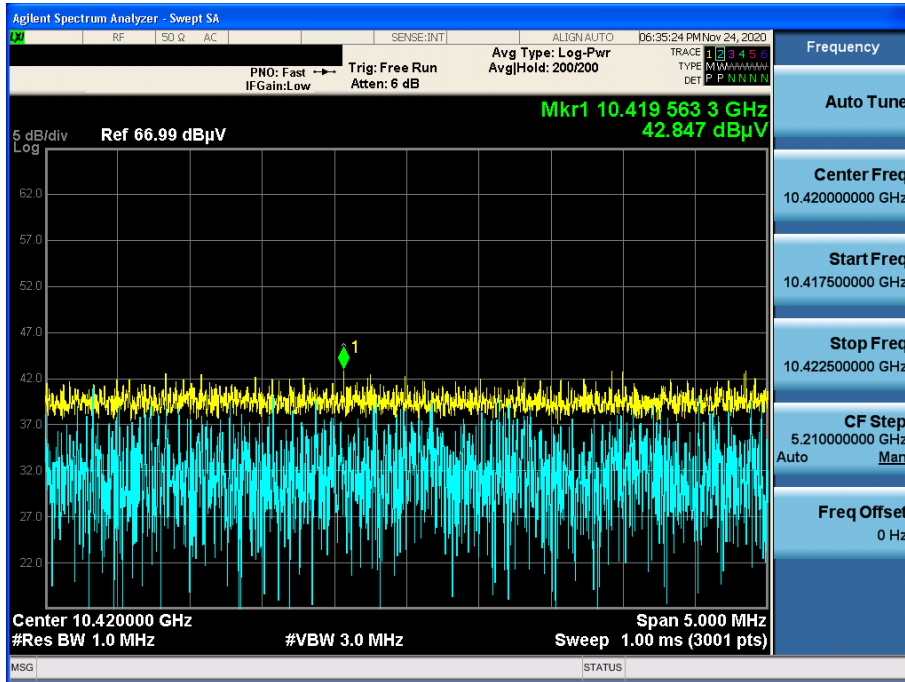 Agilent Spectrum Analyzer - Swept SA
LXI RF 50 Ω AC SENSE:INT ALIGN AUTO 06:35:24 PM Nov 24, 2020
PNO: Fast
IFGain:Low
Trig: Free Run
Atten: 6 dB
Avg Type: Log-Pwr
Avg|Hold: 200/200
TRACE 1 2 3 4 5 6
TYPE M W W W W W
DET P P N N N N
Mkr1 10.419 563 3 GHz
42.847 dBµV
5 dB/div Ref 66.99 dBµV
Log
62.0
57.0
52.0
47.0
42.0
37.0
32.0
27.0
22.0
1
Center 10.420000 GHz Span 5.000 MHz
#Res BW 1.0 MHz #VBW 3.0 MHz Sweep 1.00 ms (3001 pts)
MSG STATUS
Frequency
Auto Tune
Center Freq
10.420000000 GHz
Start Freq
10.417500000 GHz
Stop Freq
10.422500000 GHz
CF Step
5.210000000 GHz
Auto Man
Freq Offset
0 Hz